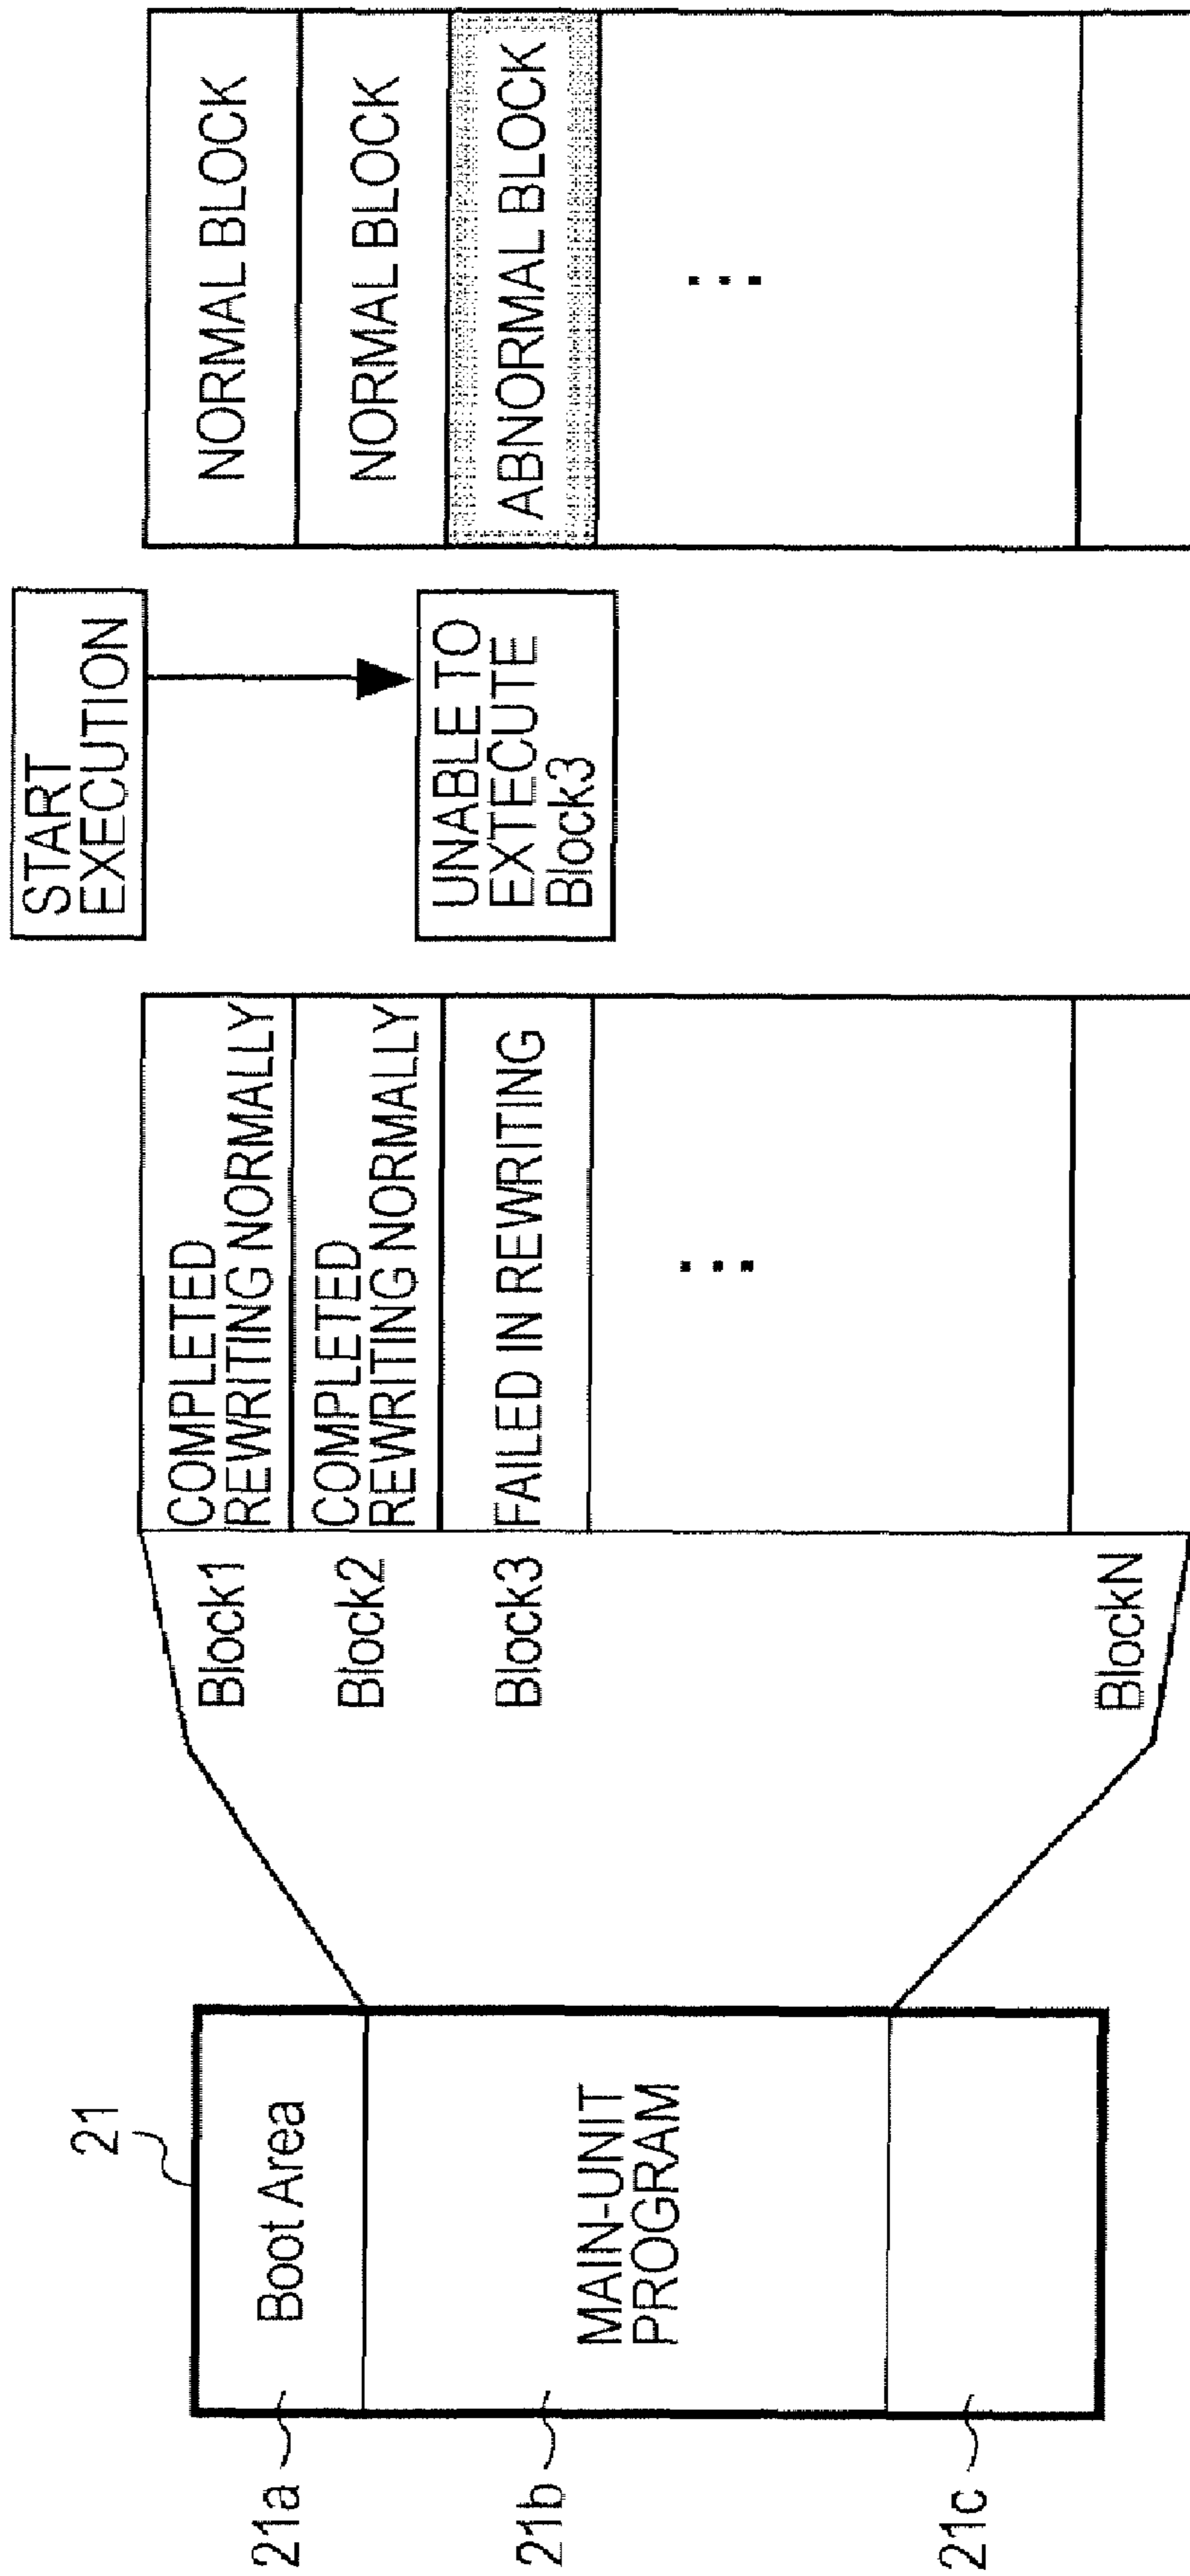 21
21a
Boot Area
21b
MAIN-UNIT
PROGRAM
21c
Block1
Block2
Block3
BlockN
COMPLETED
REWRITING NORMALLY
COMPLETED
REWRITING NORMALLY
FAILED IN REWRITING
...
START
EXECUTION
UNABLE TO
EXTECUTE
Block3
NORMAL BLOCK
NORMAL BLOCK
ABNORMAL BLOCK
...